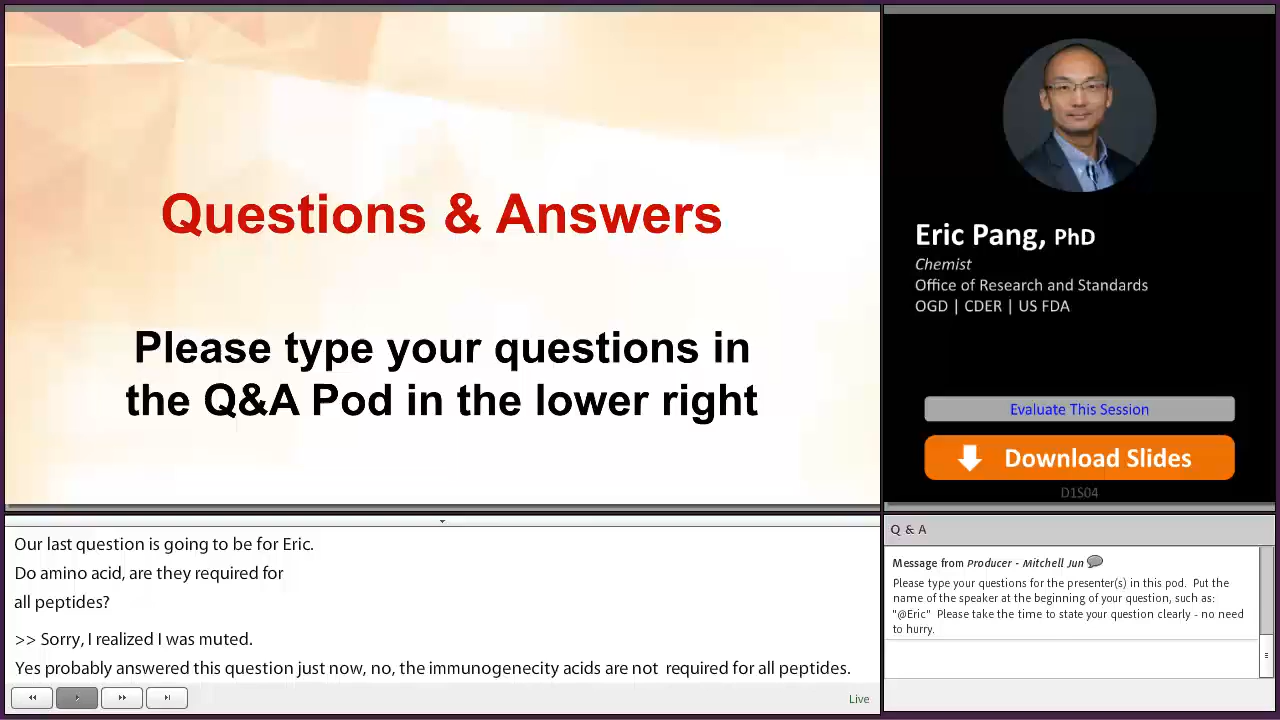 Questions & Answers
Please type your questions in
the Q&A Pod in the lower right
Eric Pang, PhD
Chemist
Office of Research and Standards
OGD | CDER | US FDA
Evaluate This Session
Download Slides
D1S04
Our last question is going to be for Eric.
Do amino acid, are they required for
all peptides?
>> Sorry, I realized I was muted.
Yes probably answered this question just now, no, the immunogenecity acids are not required for all peptides.
Live
Q & A
Message from Producer - Mitchell Jun
Please type your questions for the presenter(s) in this pod. Put the
name of the speaker at the beginning of your question, such as:
"@Eric" Please take the time to state your question clearly - no need
to hurry.